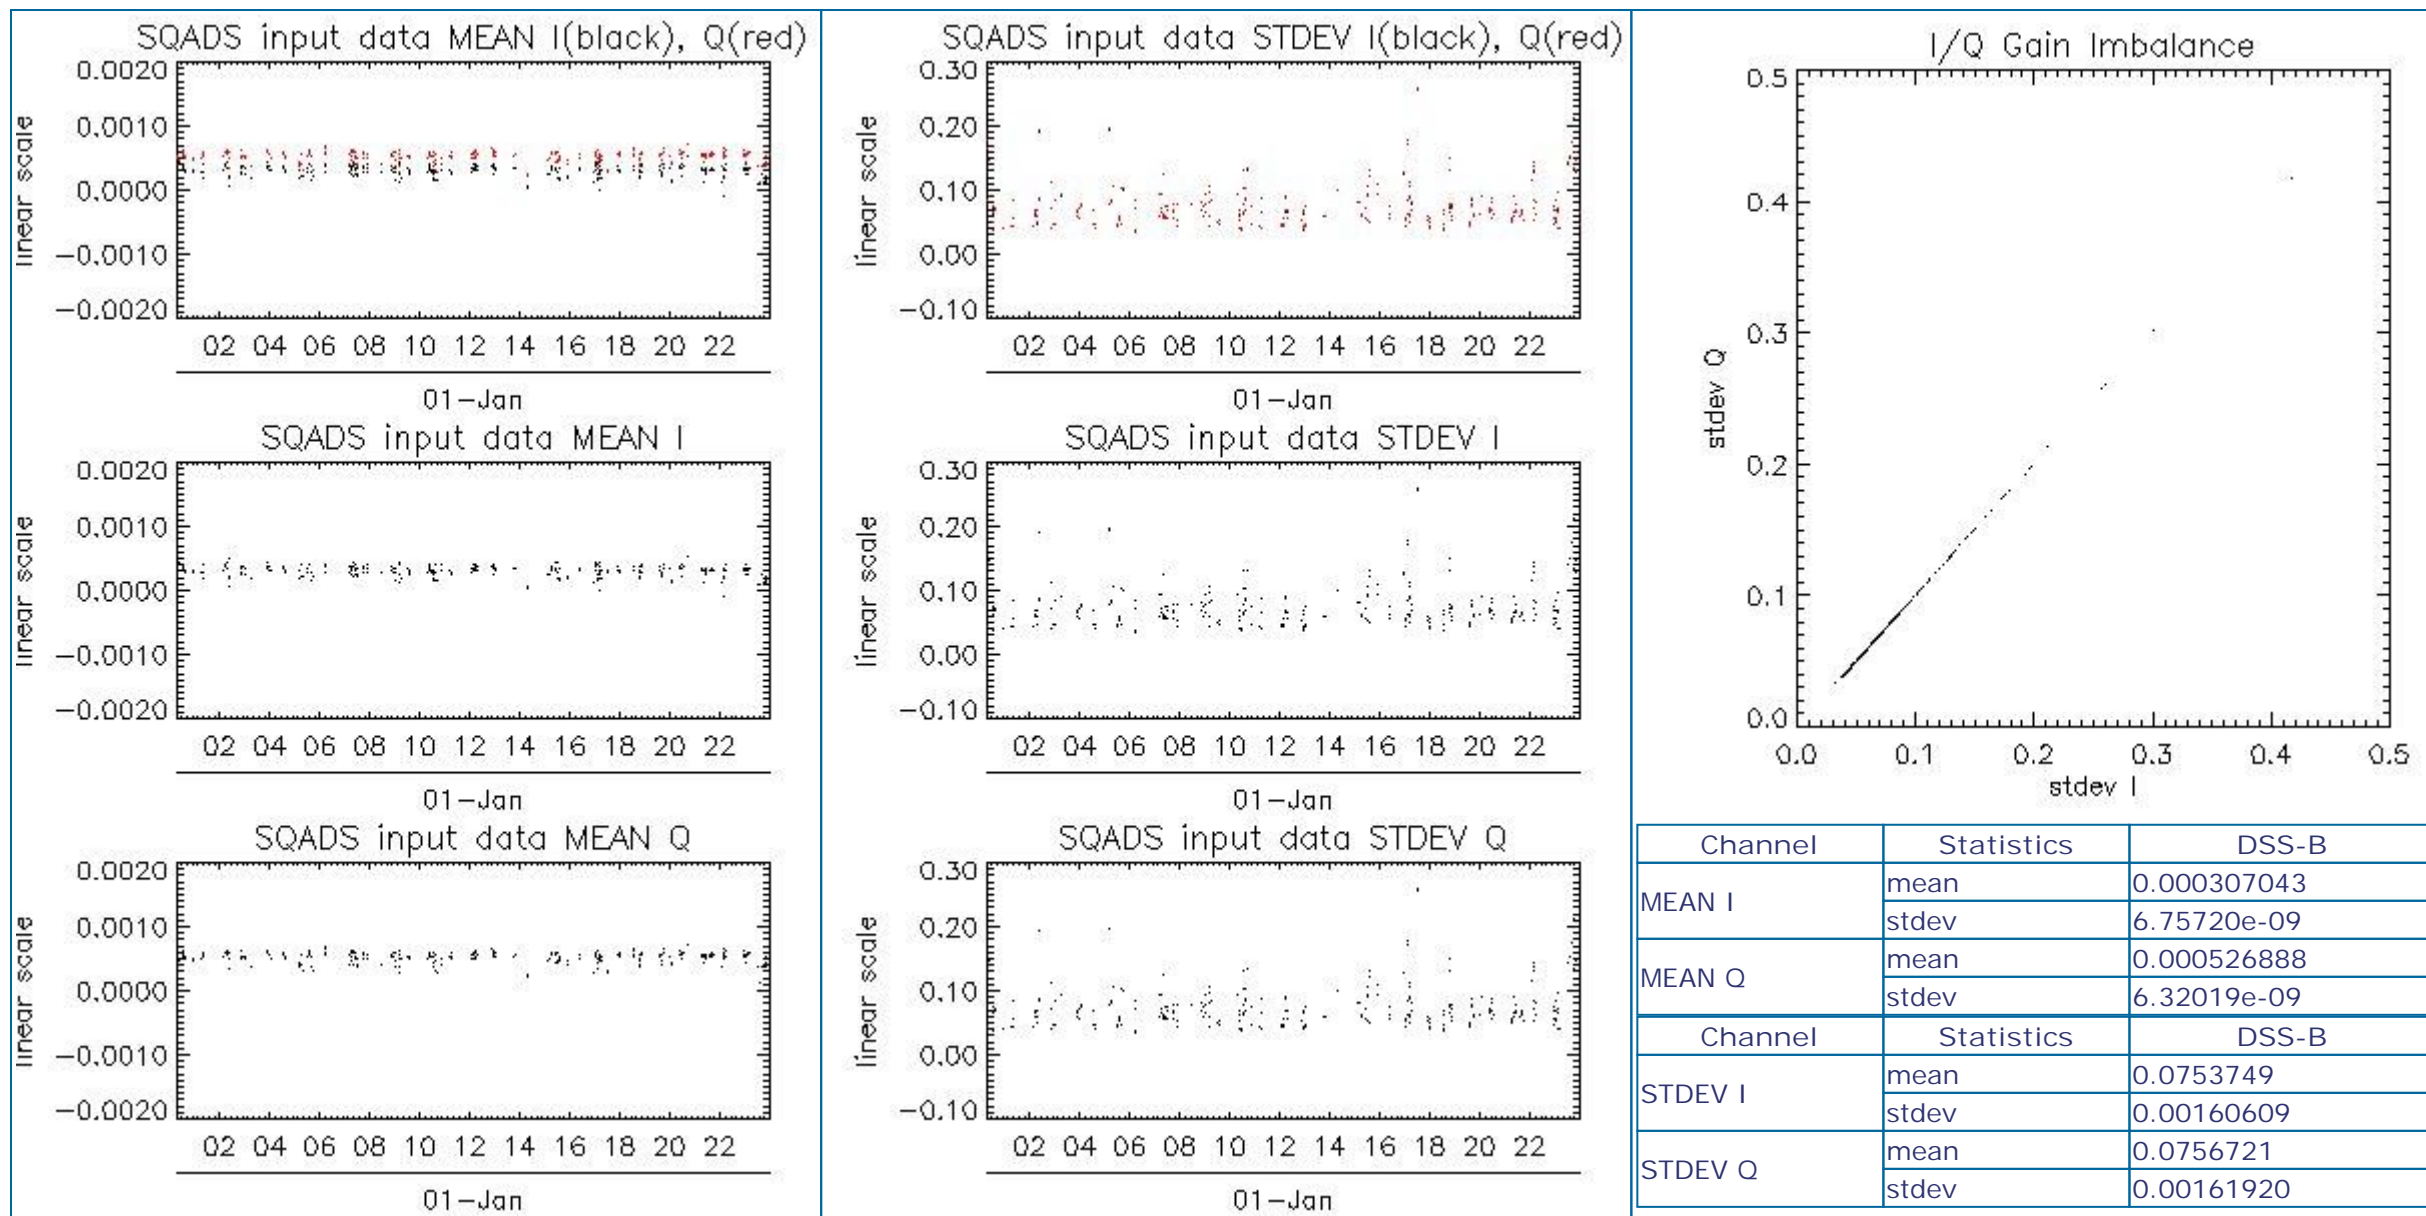 SQADS input data MEAN I(black), Q(red)
linear scale
0.0020
0.0010
0.0000
-0.0010
-0.0020
02 04 06 08 10 12 14 16 18 20 22
01-Jan
SQADS input data MEAN I
linear scale
0.0020
0.0010
0.0000
-0.0010
-0.0020
02 04 06 08 10 12 14 16 18 20 22
01-Jan
SQADS input data MEAN Q
linear scale
0.0020
0.0010
0.0000
-0.0010
-0.0020
02 04 06 08 10 12 14 16 18 20 22
01-Jan
SQADS input data STDEV I(black), Q(red)
linear scale
0.30
0.20
0.10
0.00
-0.10
02 04 06 08 10 12 14 16 18 20 22
01-Jan
SQADS input data STDEV I
linear scale
0.30
0.20
0.10
0.00
-0.10
02 04 06 08 10 12 14 16 18 20 22
01-Jan
SQADS input data STDEV Q
linear scale
0.30
0.20
0.10
0.00
-0.10
02 04 06 08 10 12 14 16 18 20 22
01-Jan
I/Q Gain Imbalance
stdev Q
0.5
0.4
0.3
0.2
0.1
0.0
0.0 0.1 0.2 0.3 0.4 0.5
stdev I
Channel Statistics DSS-B
MEAN I
mean 0.000307043
stdev 6.75720e-09
MEAN Q
mean 0.000526888
stdev 6.32019e-09
Channel Statistics DSS-B
STDEV I
mean 0.0753749
stdev 0.00160609
STDEV Q
mean 0.0756721
stdev 0.00161920